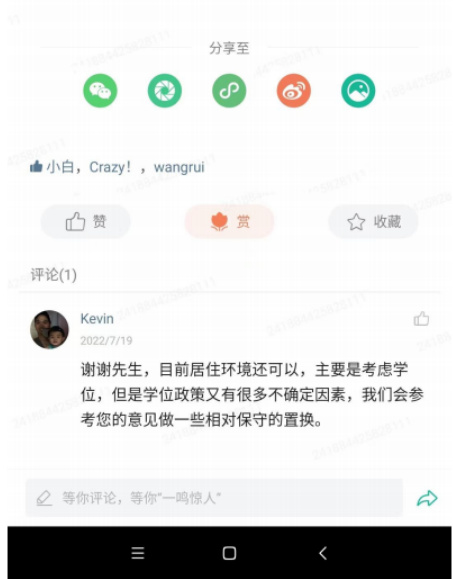 分享至
小白，Crazy！，wangrui
赞
赏
收藏
评论(1)
Kevin
2022/7/19
谢谢先生，目前居住环境还可以，主要是考虑学
位，但是学位政策又有很多不确定因素，我们会参
考您的意见做一些相对保守的置换。
等你评论，等你“一鸣惊人”